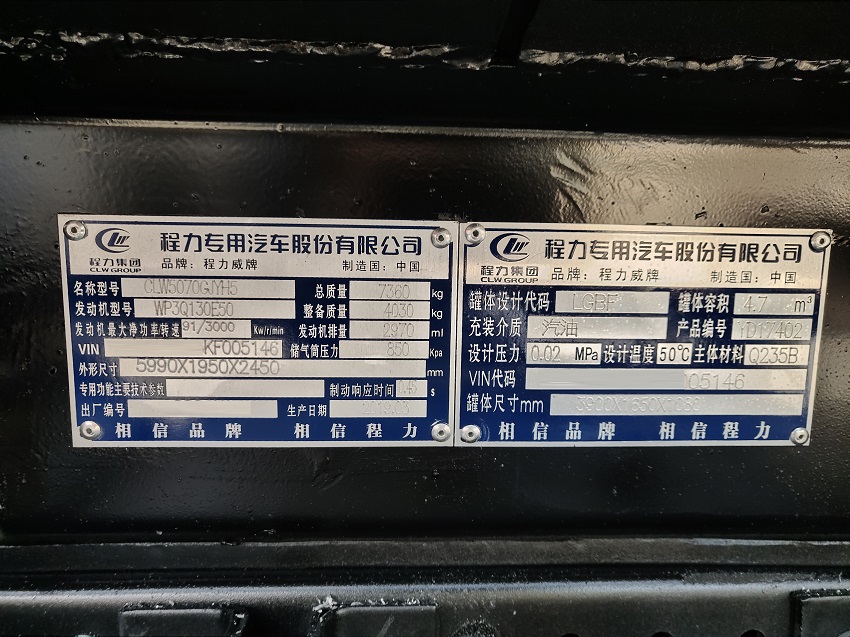 程力集团
CLW GROUP
程力专用汽车股份有限公司
品牌：程力威牌 制造国：中国
名称型号 CLW5070GJYH5 总质量 7360 kg
发动机型号 WP3Q130E50 整备质量 4030 kg
发动机最大净功率/转速 91/3000 Kw/r/min 发动机排量 2970 ml
VIN KF005146 储气筒压力 850 Kpa
外形尺寸 5990X1950X2450 mm
专用功能主要技术参数 制动响应时间 s
出厂编号 生产日期
相信品牌 相信程力
程力集团
CLW GROUP
程力专用汽车股份有限公司
品牌：程力威牌 制造国：中国
罐体设计代码 LGBF 罐体容积 4.7 m³
充装介质 汽油 产品编号
设计压力 0.02 MPa 设计温度 50℃ 主体材料 Q235B
VIN代码 05146
罐体尺寸mm
相信品牌 相信程力